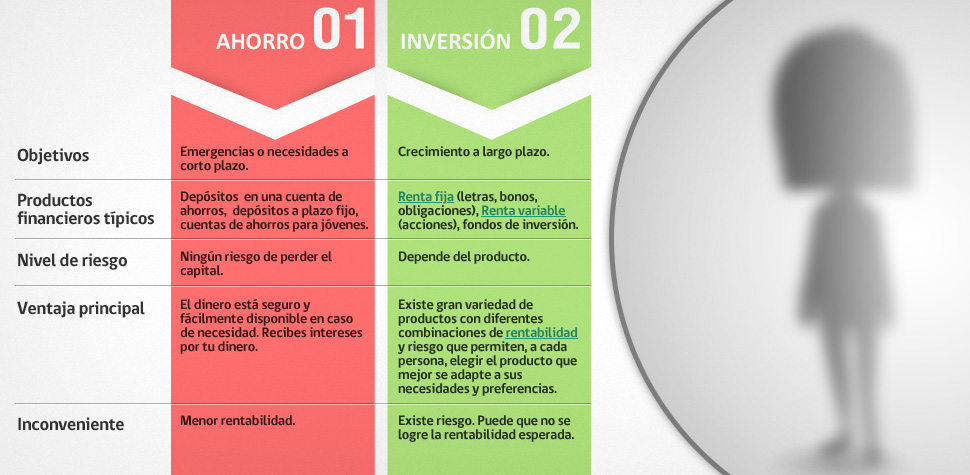 AHORRO 01
INVERSIÓN 02
Objetivos
Emergencias o necesidades a
corto plazo.
Crecimiento a largo plazo.
Productos
financieros típicos
Depósitos en una cuenta de
ahorros, depósitos a plazo fijo,
cuentas de ahorros para jóvenes.
Renta fija (letras, bonos,
obligaciones), Renta variable
(acciones), fondos de inversión.
Nivel de riesgo
Ningún riesgo de perder el
capital.
Depende del producto.
Ventaja principal
El dinero está seguro y
fácilmente disponible en caso
de necesidad. Recibes intereses
por tu dinero.
Existe gran variedad de
productos con diferentes
combinaciones de rentabilidad
y riesgo que permiten, a cada
persona, elegir el producto que
mejor se adapte a sus
necesidades y preferencias.
Inconveniente
Menor rentabilidad.
Existe riesgo. Puede que no se
logre la rentabilidad esperada.